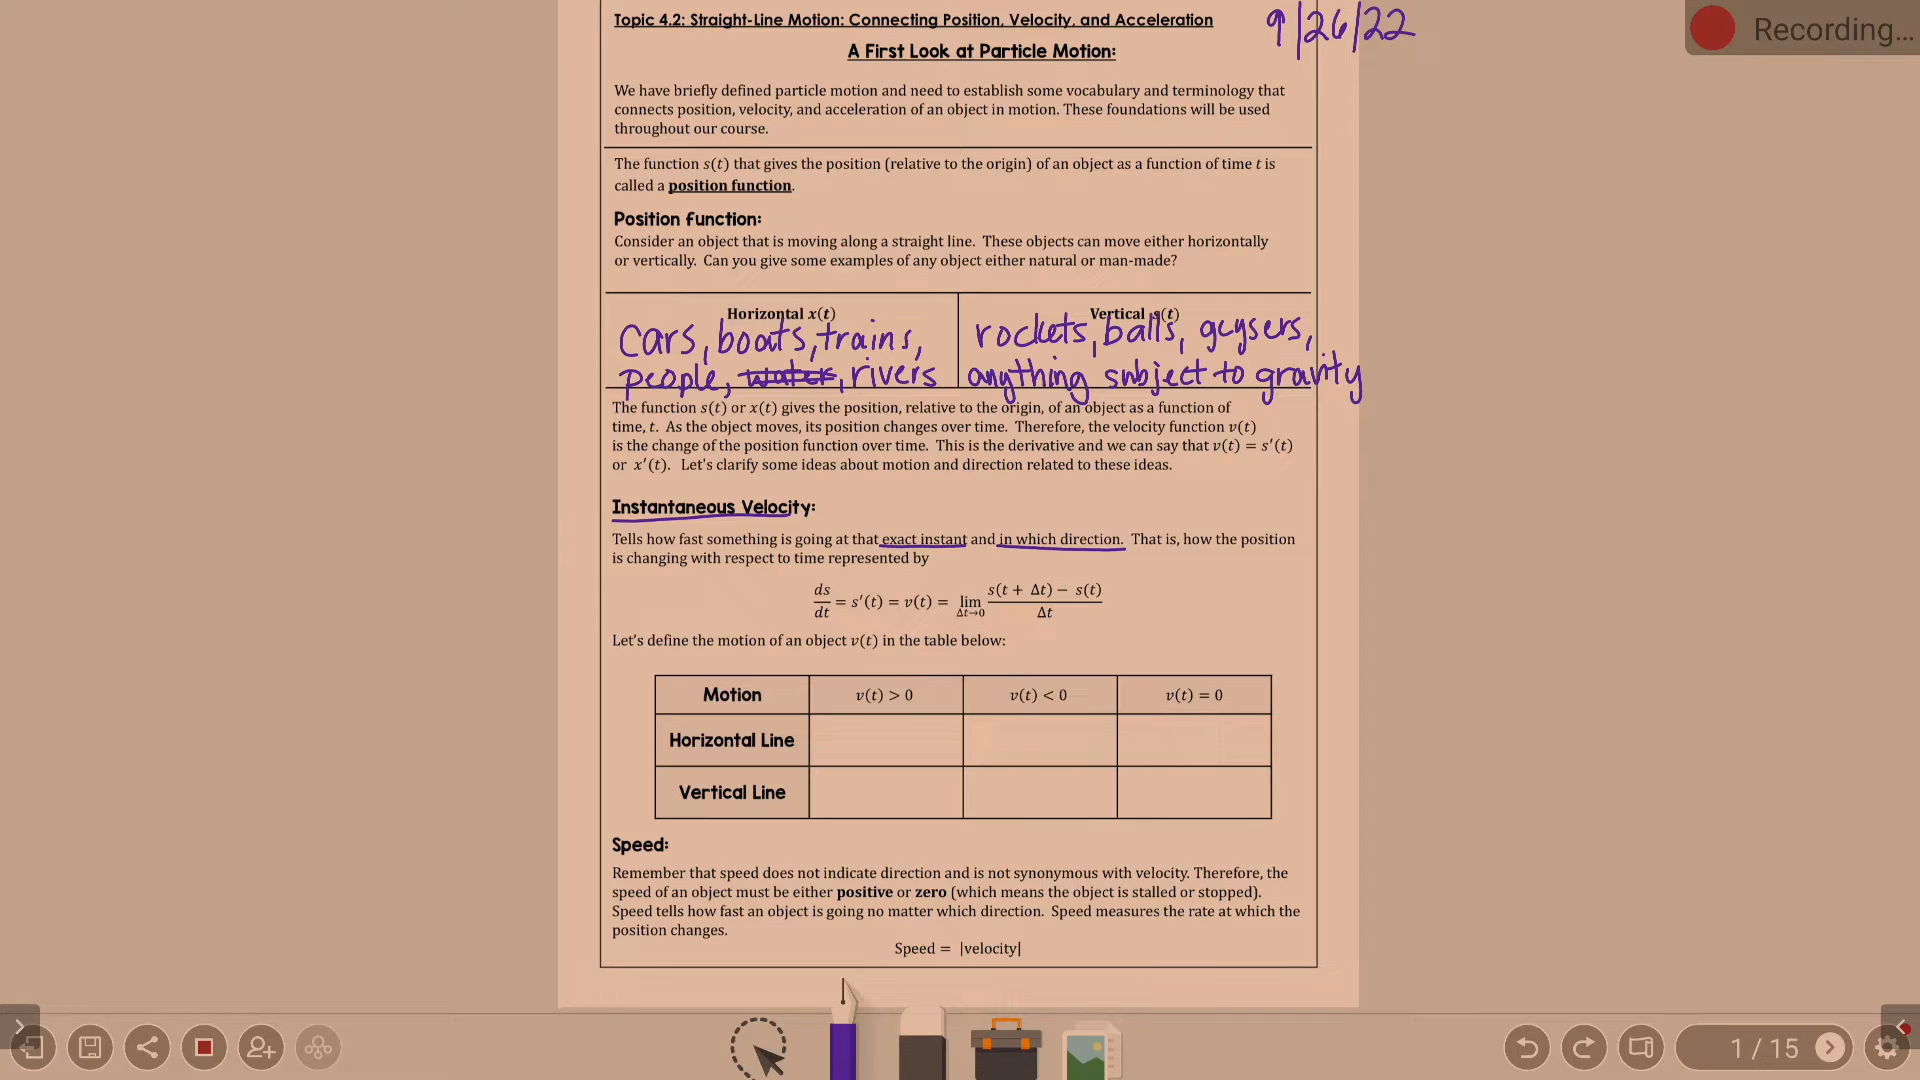 Topic 4.2: Straight-Line Motion: Connecting Position, Velocity, and Acceleration
9/26/22
Recording...
A First Look at Particle Motion:
We have briefly defined particle motion and need to establish some vocabulary and terminology that
connects position, velocity, and acceleration of an object in motion. These foundations will be used
throughout our course.
The function s(t) that gives the position (relative to the origin) of an object as a function of time t is
called a position function.
Position function:
Consider an object that is moving along a straight line. These objects can move either horizontally
or vertically. Can you give some examples of any object either natural or man-made?
Horizontal x(t)
cars, boats, trains,
people, water, rivers
Vertical s(t)
rockets, balls, geysers,
anything subject to gravity
The function s(t) or x(t) gives the position, relative to the origin, of an object as a function of
time, t. As the object moves, its position changes over time. Therefore, the velocity function v(t)
is the change of the position function over time. This is the derivative and we can say that v(t) = s′(t)
or x′(t). Let's clarify some ideas about motion and direction related to these ideas.
Instantaneous Velocity:
Tells how fast something is going at that exact instant and in which direction. That is, how the position
is changing with respect to time represented by
ds/dt = s′(t) = v(t) = lim Δt→0 (s(t + Δt) − s(t))/Δt
Let's define the motion of an object v(t) in the table below:
Motion v(t) > 0 v(t) < 0 v(t) = 0
Horizontal Line
Vertical Line
Speed:
Remember that speed does not indicate direction and is not synonymous with velocity. Therefore, the
speed of an object must be either positive or zero (which means the object is stalled or stopped).
Speed tells how fast an object is going no matter which direction. Speed measures the rate at which the
position changes.
Speed = |velocity|
1 / 15